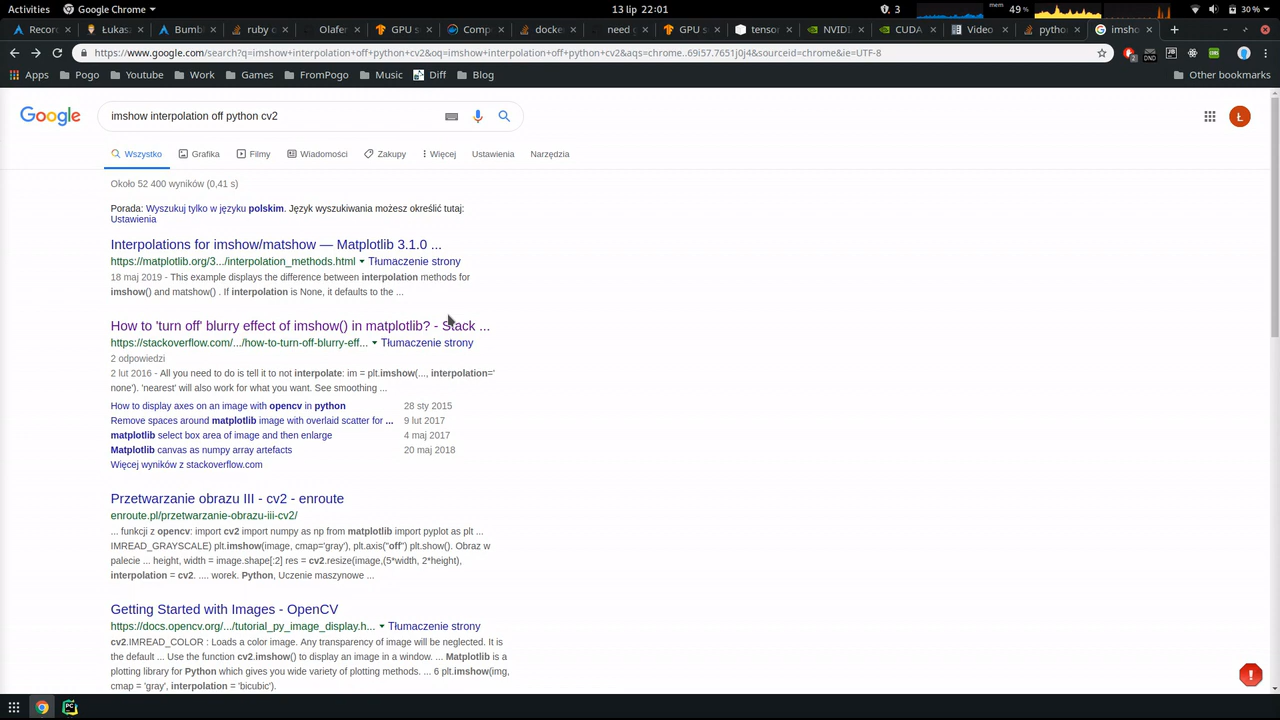 Activities
Google Chrome ▾
13 lip 22:01
3
mem
49 %
30 %
Recor
Łukasz
Bumb
ruby c
Olafen
GPU s
Comp
docke
need g
GPU s
tensor
NVIDI
CUDA
Video
python
imsho
https://www.google.com/search?q=imshow+interpolation+off+python+cv2&oq=imshow+interpolation+off+python+cv2&aqs=chrome..69i57.7651j0j4&sourceid=chrome&ie=UTF-8
Apps
Pogo
Youtube
Work
Games
FromPogo
Music
Diff
Blog
Other bookmarks
Google
imshow interpolation off python cv2
Ł
Wszystko
Grafika
Filmy
Wiadomości
Zakupy
Więcej
Ustawienia
Narzędzia
Około 52 400 wyników (0,41 s)
Porada: Wyszukuj tylko w języku polskim. Język wyszukiwania możesz określić tutaj:
Ustawienia
Interpolations for imshow/matshow — Matplotlib 3.1.0 ...
https://matplotlib.org/3.../interpolation_methods.html ▾ Tłumaczenie strony
18 maj 2019 - This example displays the difference between interpolation methods for
imshow() and matshow() . If interpolation is None, it defaults to the ...
How to 'turn off' blurry effect of imshow() in matplotlib? - Stack ...
https://stackoverflow.com/.../how-to-turn-off-blurry-eff... ▾ Tłumaczenie strony
2 odpowiedzi
2 lut 2016 - All you need to do is tell it to not interpolate: im = plt.imshow(..., interpolation='
none'). 'nearest' will also work for what you want. See smoothing ...
How to display axes on an image with opencv in python 28 sty 2015
Remove spaces around matplotlib image with overlaid scatter for ... 9 lut 2017
matplotlib select box area of image and then enlarge 4 maj 2017
Matplotlib canvas as numpy array artefacts 20 maj 2018
Więcej wyników z stackoverflow.com
Przetwarzanie obrazu III - cv2 - enroute
enroute.pl/przetwarzanie-obrazu-iii-cv2/
... funkcji z opencv: import cv2 import numpy as np from matplotlib import pyplot as plt ...
IMREAD_GRAYSCALE) plt.imshow(image, cmap='gray'), plt.axis("off") plt.show(). Obraz w
palecie ... height, width = image.shape[:2] res = cv2.resize(image,(5*width, 2*height),
interpolation = cv2. .... worek. Python, Uczenie maszynowe ...
Getting Started with Images - OpenCV
https://docs.opencv.org/.../tutorial_py_image_display.h... ▾ Tłumaczenie strony
cv2.IMREAD_COLOR : Loads a color image. Any transparency of image will be neglected. It is
the default ... Use the function cv2.imshow() to display an image in a window. ... Matplotlib is a
plotting library for Python which gives you wide variety of plotting methods. ... 6 plt.imshow(img,
cmap = 'gray', interpolation = 'bicubic').
PC